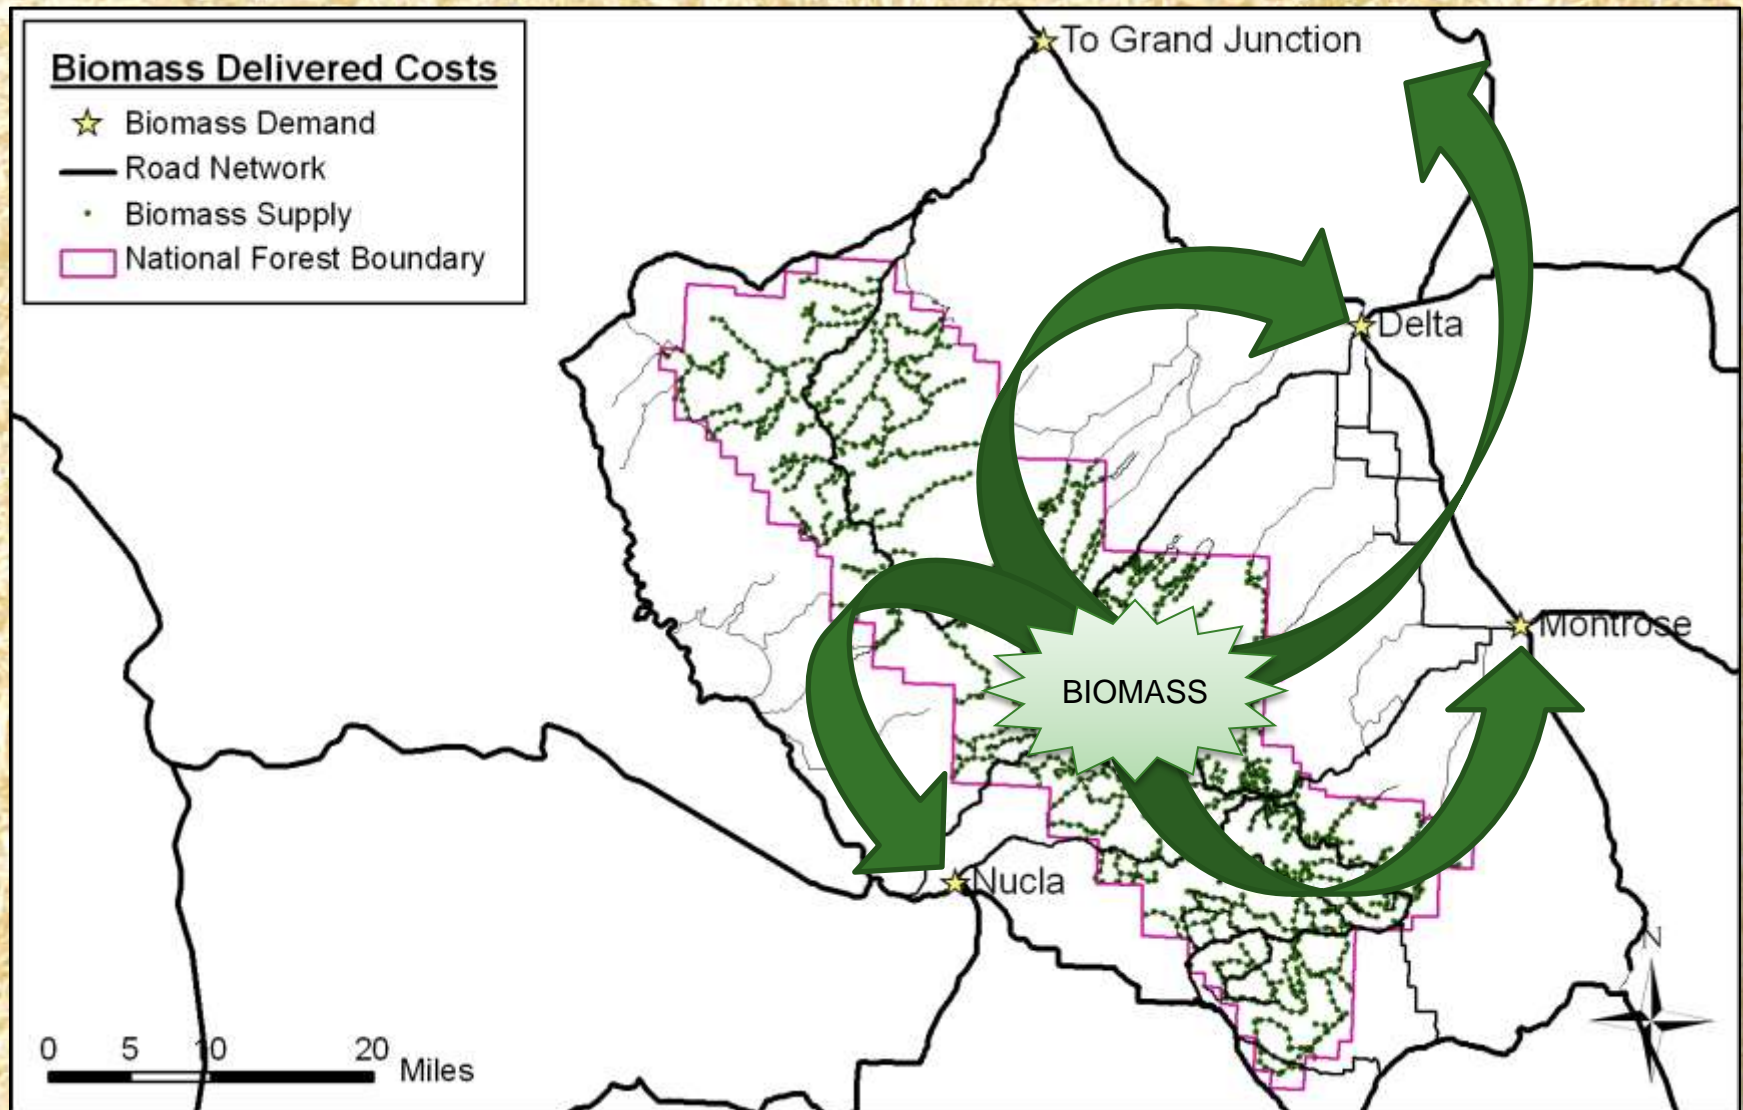 Biomass Delivered Costs
Biomass Demand
Road Network
Biomass Supply
National Forest Boundary
To Grand Junction
Delta
Montrose
BIOMASS
Nucla
N
0 5 10 20 Miles